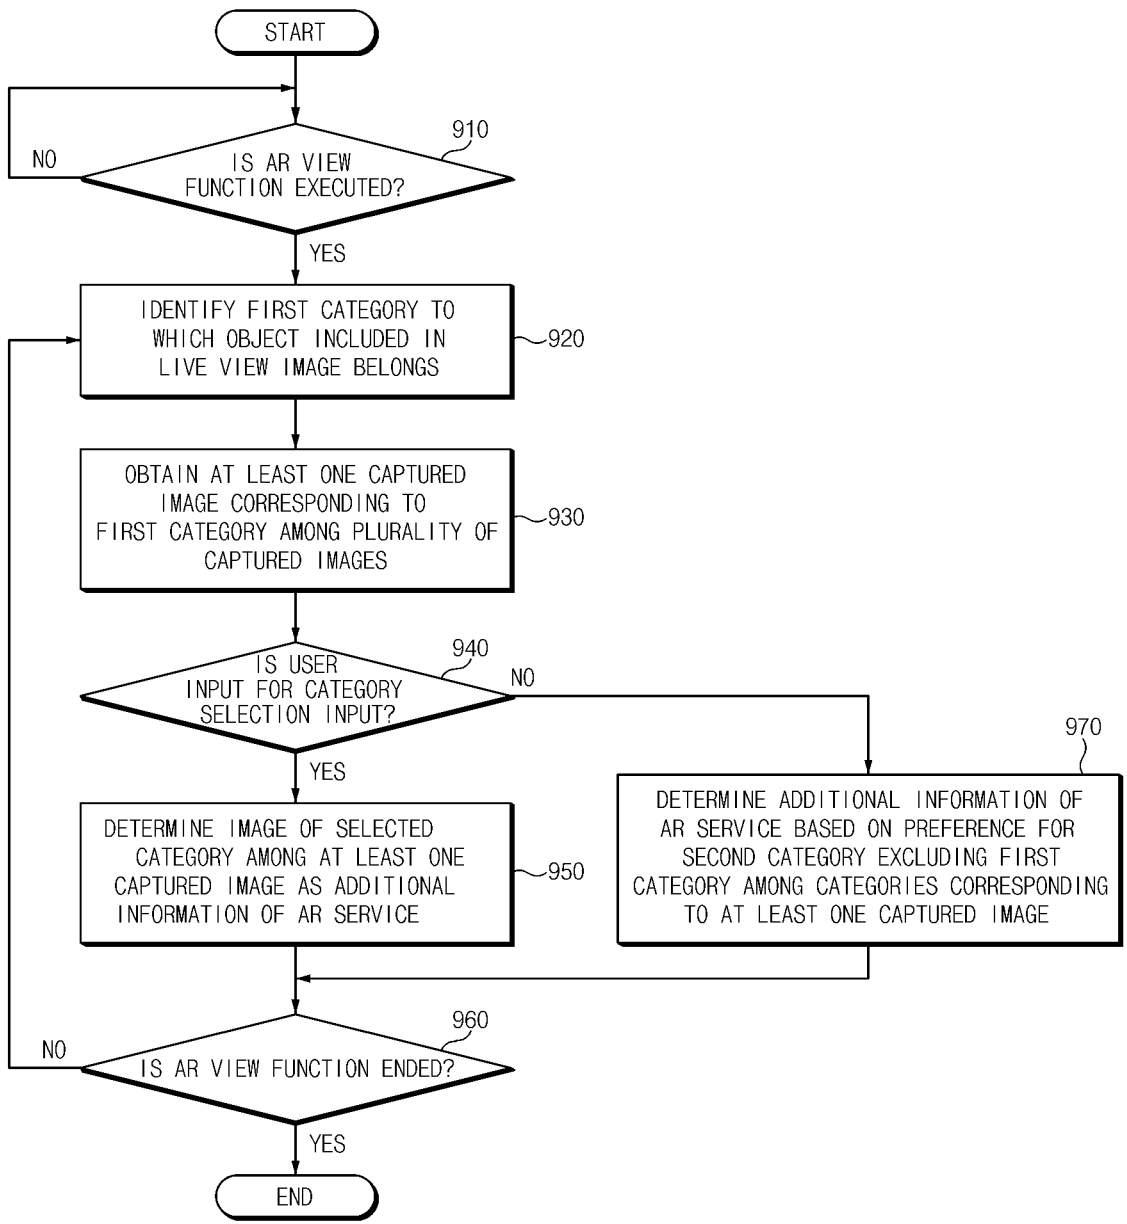 START
910
NO
IS AR VIEW
FUNCTION EXECUTED?
YES
IDENTIFY FIRST CATEGORY TO
WHICH OBJECT INCLUDED IN
LIVE VIEW IMAGE BELONGS
920
OBTAIN AT LEAST ONE CAPTURED
IMAGE CORRESPONDING TO
FIRST CATEGORY AMONG PLURALITY OF
CAPTURED IMAGES
930
940
IS USER
INPUT FOR CATEGORY
SELECTION INPUT?
NO
YES
970
DETERMINE IMAGE OF SELECTED
CATEGORY AMONG AT LEAST ONE
CAPTURED IMAGE AS ADDITIONAL
INFORMATION OF AR SERVICE
950
DETERMINE ADDITIONAL INFORMATION OF
AR SERVICE BASED ON PREFERENCE FOR
SECOND CATEGORY EXCLUDING FIRST
CATEGORY AMONG CATEGORIES CORRESPONDING
TO AT LEAST ONE CAPTURED IMAGE
960
NO
IS AR VIEW FUNCTION ENDED?
YES
END